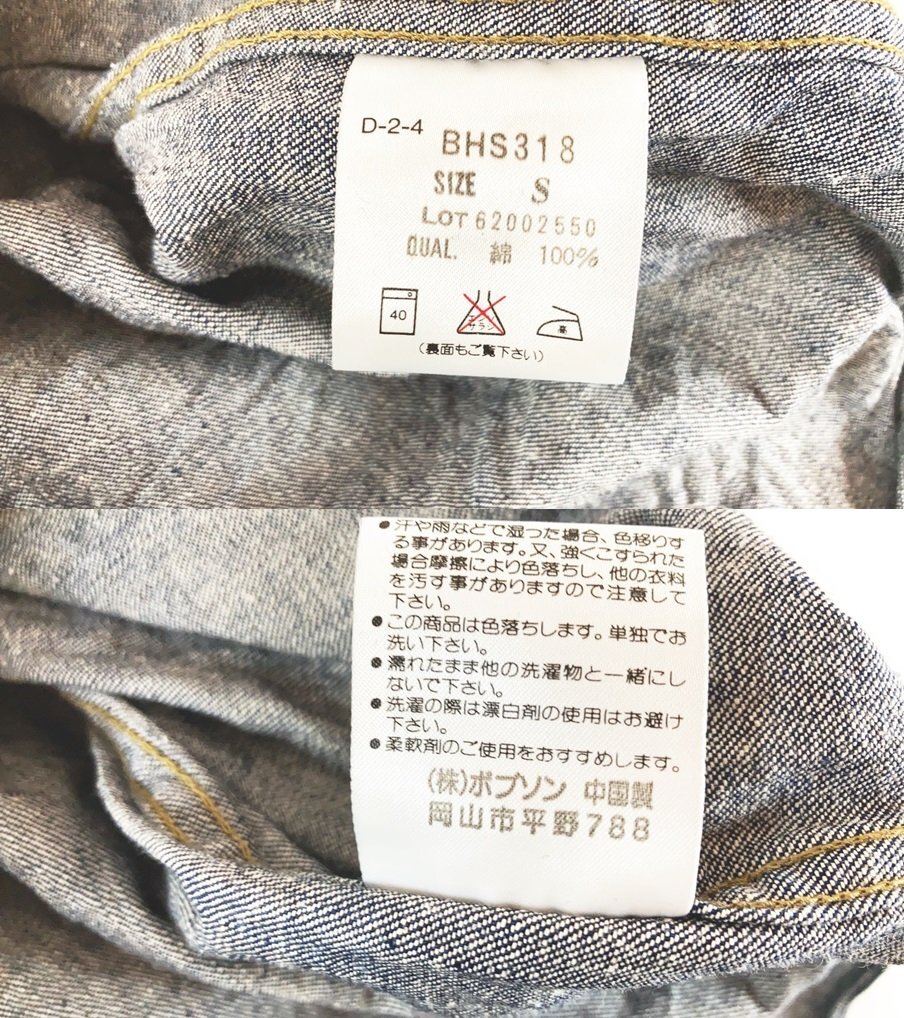 D-2-4
BHS318
SIZE S
LOT 62002550
QUAL. 綿 100%
40
エンソ
サラシ
高
(裏面もご覧下さい)
●汗や雨などで湿った場合、色移りす
る事があります。又、強くこすられた
場合摩擦により色落ちし、他の衣料
を汚す事がありますので注意して
下さい。
●この商品は色落ちします。単独でお
洗い下さい。
●濡れたまま他の洗濯物と一緒にし
ないで下さい。
●洗濯の際は漂白剤の使用はお避け
下さい。
●柔軟剤のご使用をおすすめします。
(株)ボブソン 中国製
岡山市平野788